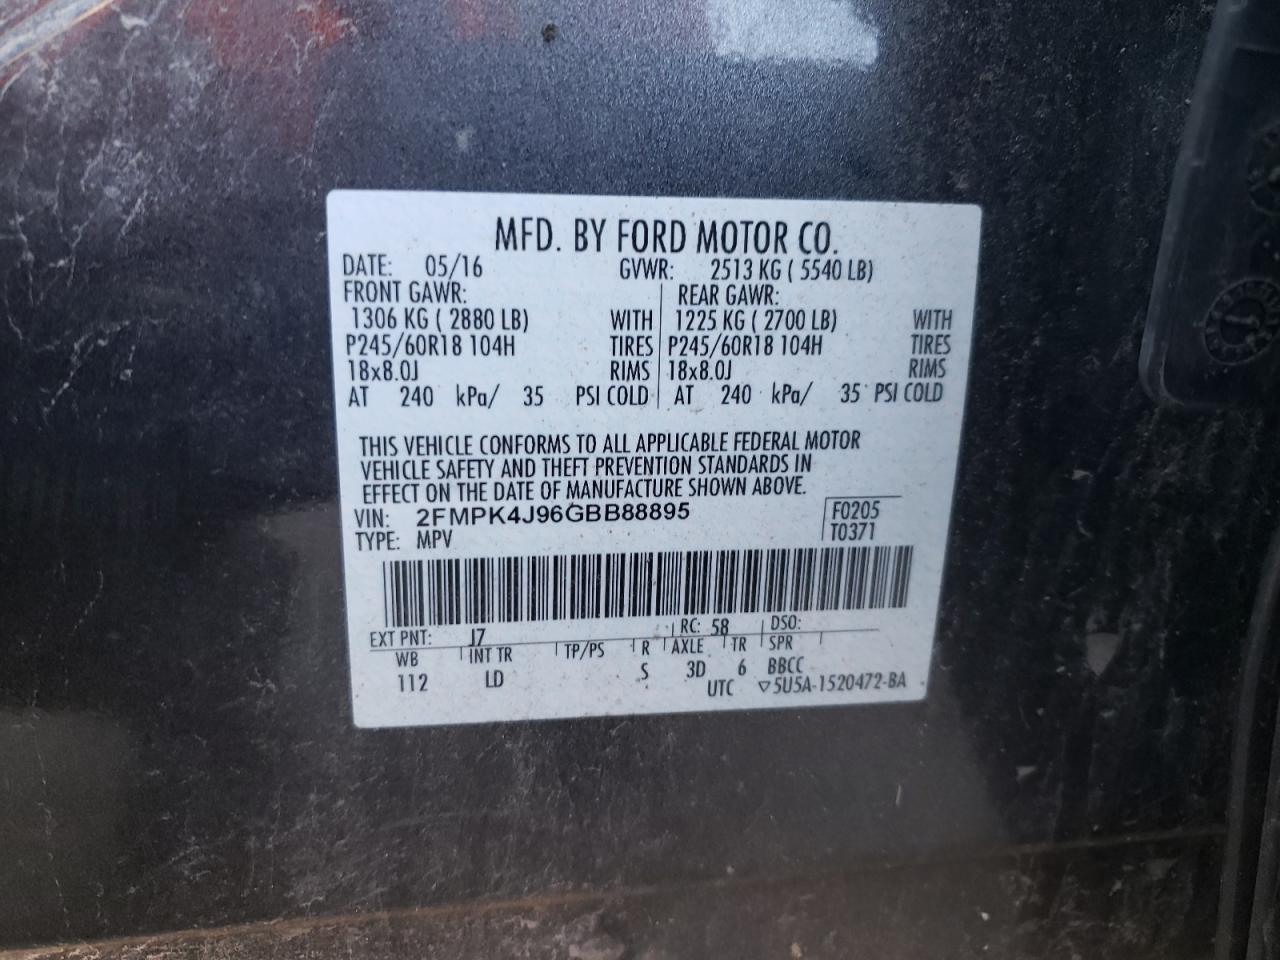 MFD. BY FORD MOTOR CO.
DATE: 05/16 GVWR: 2513 KG ( 5540 LB)
FRONT GAWR: REAR GAWR:
1306 KG ( 2880 LB) WITH 1225 KG ( 2700 LB) WITH
P245/60R18 104H TIRES P245/60R18 104H TIRES
18x8.0J RIMS 18x8.0J RIMS
AT 240 kPa/ 35 PSI COLD AT 240 kPa/ 35 PSI COLD
THIS VEHICLE CONFORMS TO ALL APPLICABLE FEDERAL MOTOR
VEHICLE SAFETY AND THEFT PREVENTION STANDARDS IN
EFFECT ON THE DATE OF MANUFACTURE SHOWN ABOVE.
VIN: 2FMPK4J96GBB88895 F0205
TYPE: MPV T0371
EXT PNT: J7 RC: 58 DSO:
WB INT TR TP/PS R AXLE TR SPR
112 LD S 3D 6 BBCC
UTC ▽5U5A-1520472-BA